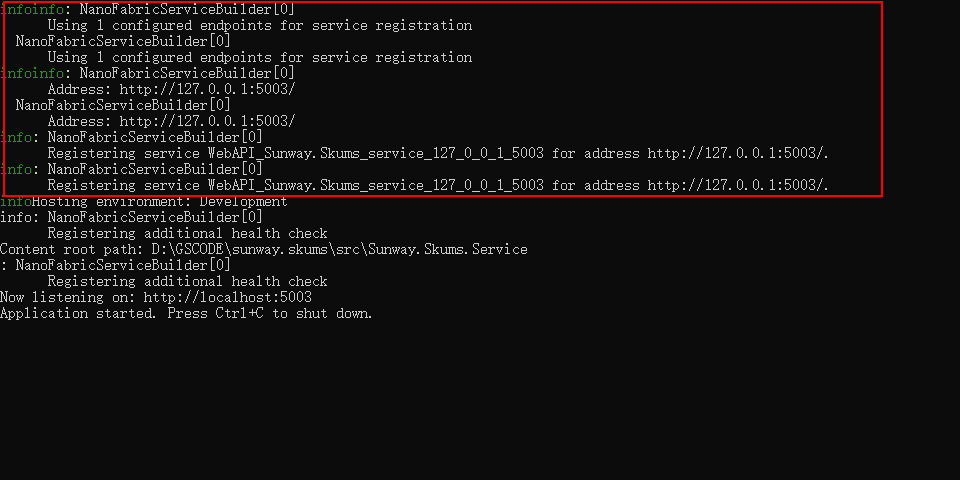 infoinfo: NanoFabricServiceBuilder[0]
      Using 1 configured endpoints for service registration
  NanoFabricServiceBuilder[0]
      Using 1 configured endpoints for service registration
infoinfo: NanoFabricServiceBuilder[0]
      Address: http://127.0.0.1:5003/
  NanoFabricServiceBuilder[0]
      Address: http://127.0.0.1:5003/
info: NanoFabricServiceBuilder[0]
      Registering service WebAPI_Sunway.Skums_service_127_0_0_1_5003 for address http://127.0.0.1:5003/.
info: NanoFabricServiceBuilder[0]
      Registering service WebAPI_Sunway.Skums_service_127_0_0_1_5003 for address http://127.0.0.1:5003/.
infoHosting environment: Development
info: NanoFabricServiceBuilder[0]
      Registering additional health check
Content root path: D:\GSCODE\sunway.skums\src\Sunway.Skums.Service
: NanoFabricServiceBuilder[0]
      Registering additional health check
Now listening on: http://localhost:5003
Application started. Press Ctrl+C to shut down.